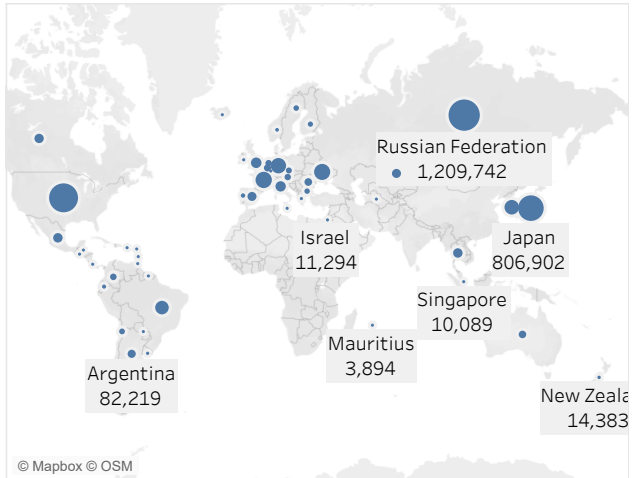 Russian Federation
1,209,742
Israel
11,294
Japan
806,902
Singapore
10,089
Mauritius
3,894
Argentina
82,219
New Zeala
14,383
© Mapbox © OSM